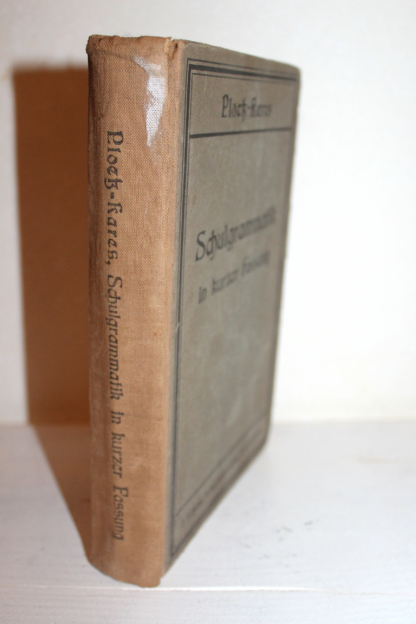 Ploetz-Kares, Schulgrammatik in kurzer Fassung
Ploetz-Kares
Schulgrammatik
in kurzer Fassung